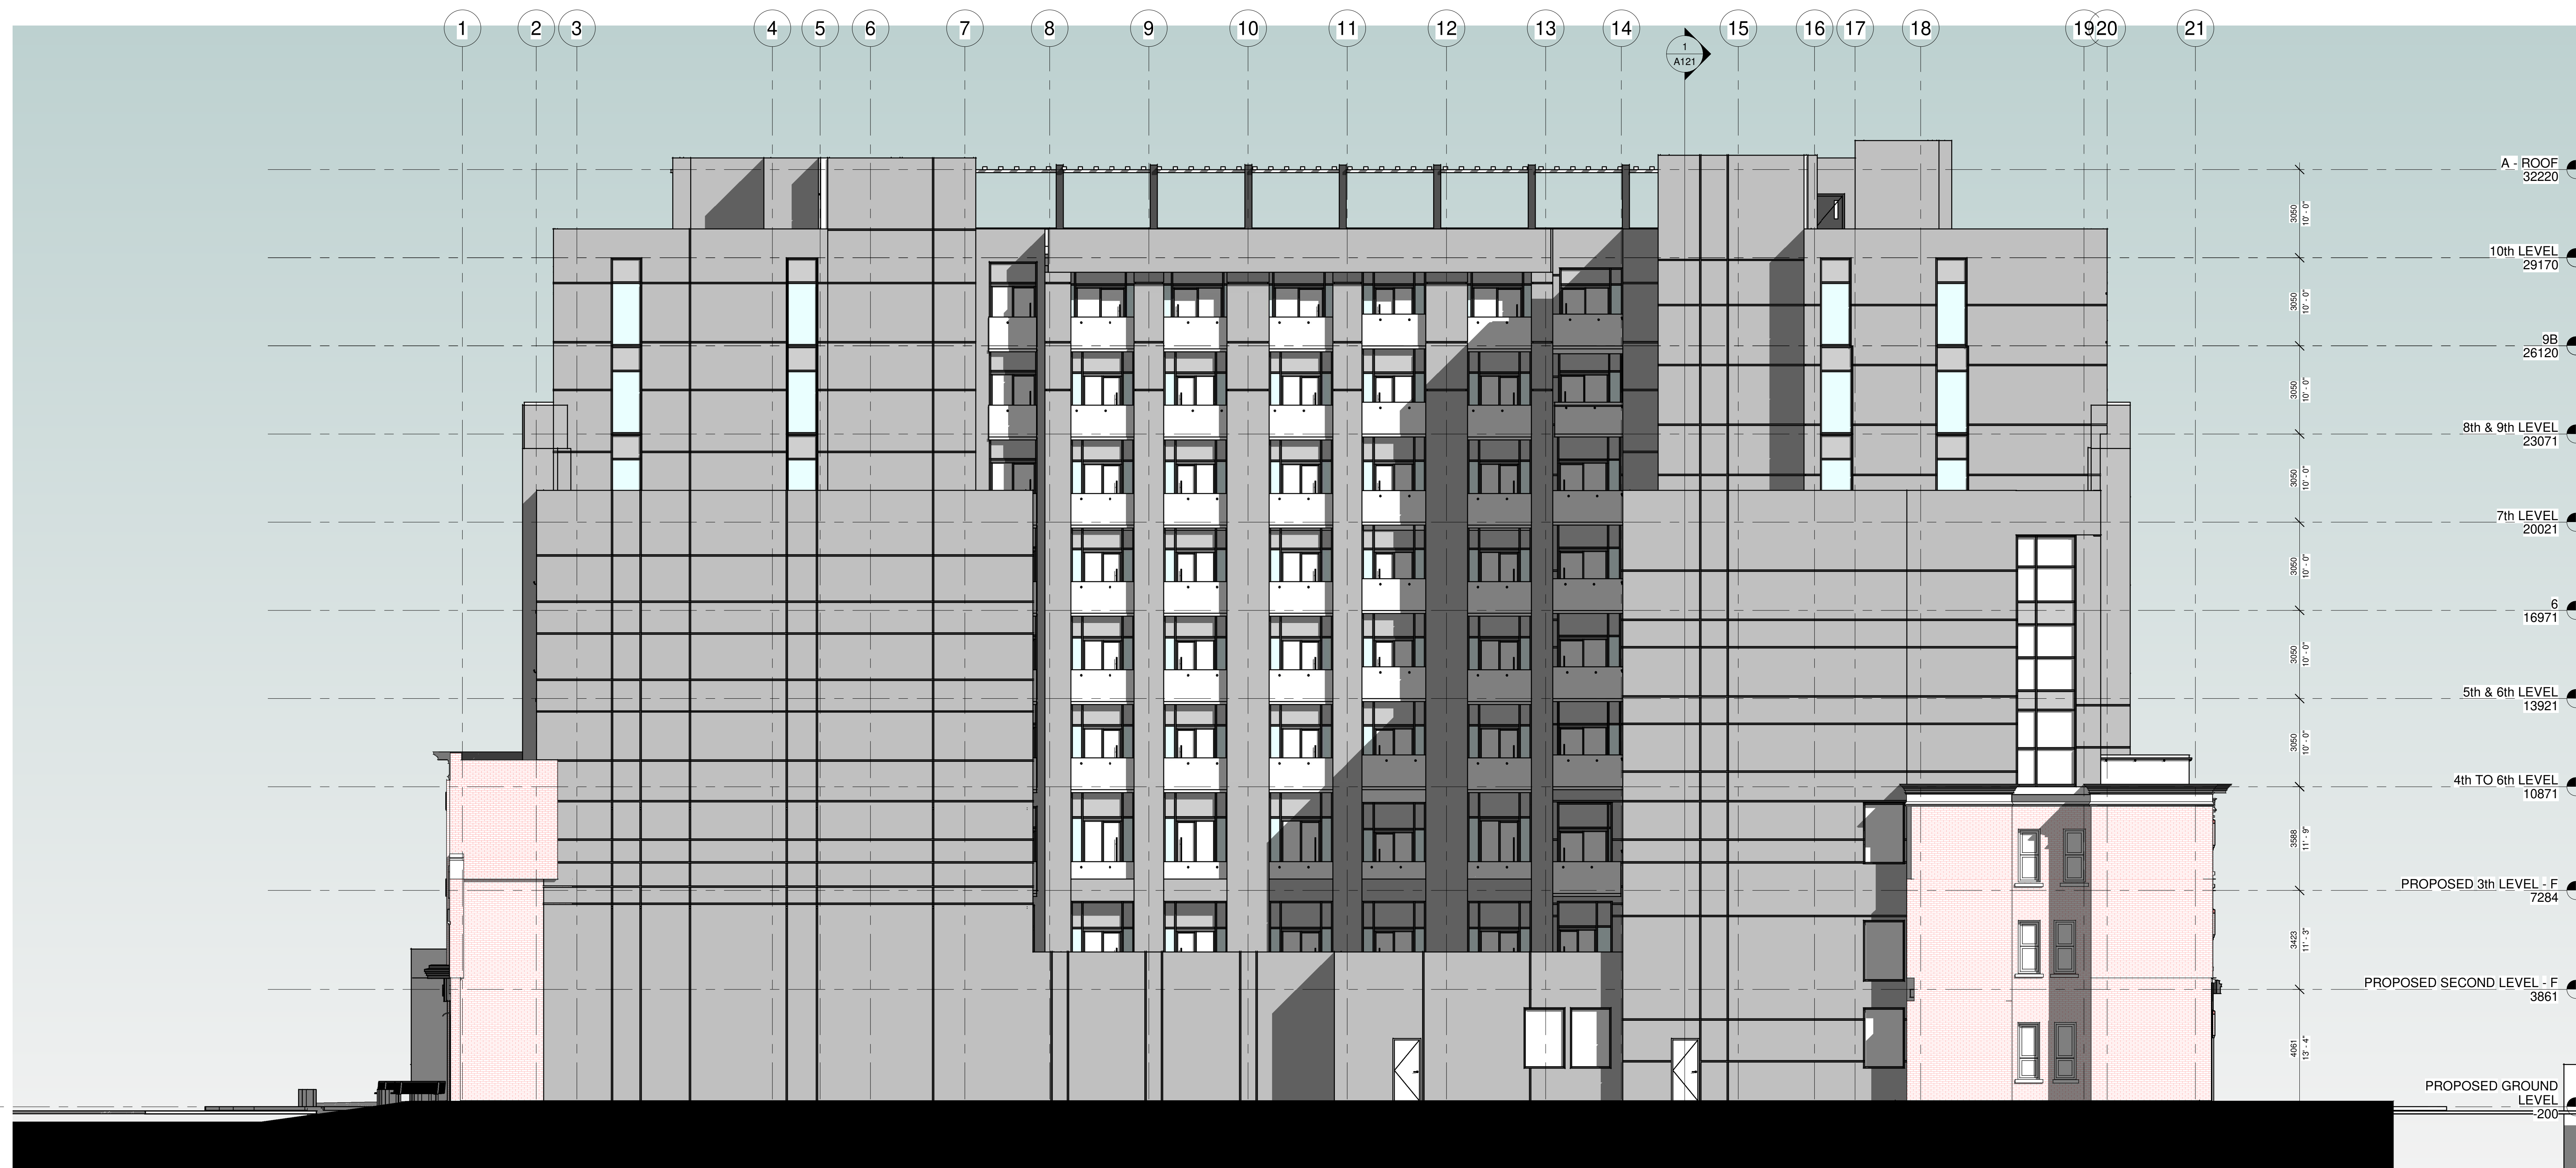 1 2 3 4 5 6 7 8 9 10 11 12 13 14 15 16 17 18 19 20 21
1
A121
A - ROOF
32220
3050
10' - 0"
10th LEVEL
29170
3050
10' - 0"
9B
26120
3050
10' - 0"
8th & 9th LEVEL
23071
3050
10' - 0"
7th LEVEL
20021
3050
10' - 0"
6
16971
3050
10' - 0"
5th & 6th LEVEL
13921
3050
10' - 0"
4th TO 6th LEVEL
10871
3588
11' - 9"
PROPOSED 3th LEVEL - F
7284
3423
11' - 3"
PROPOSED SECOND LEVEL - F
3861
4061
13' - 4"
PROPOSED GROUND
LEVEL
-200